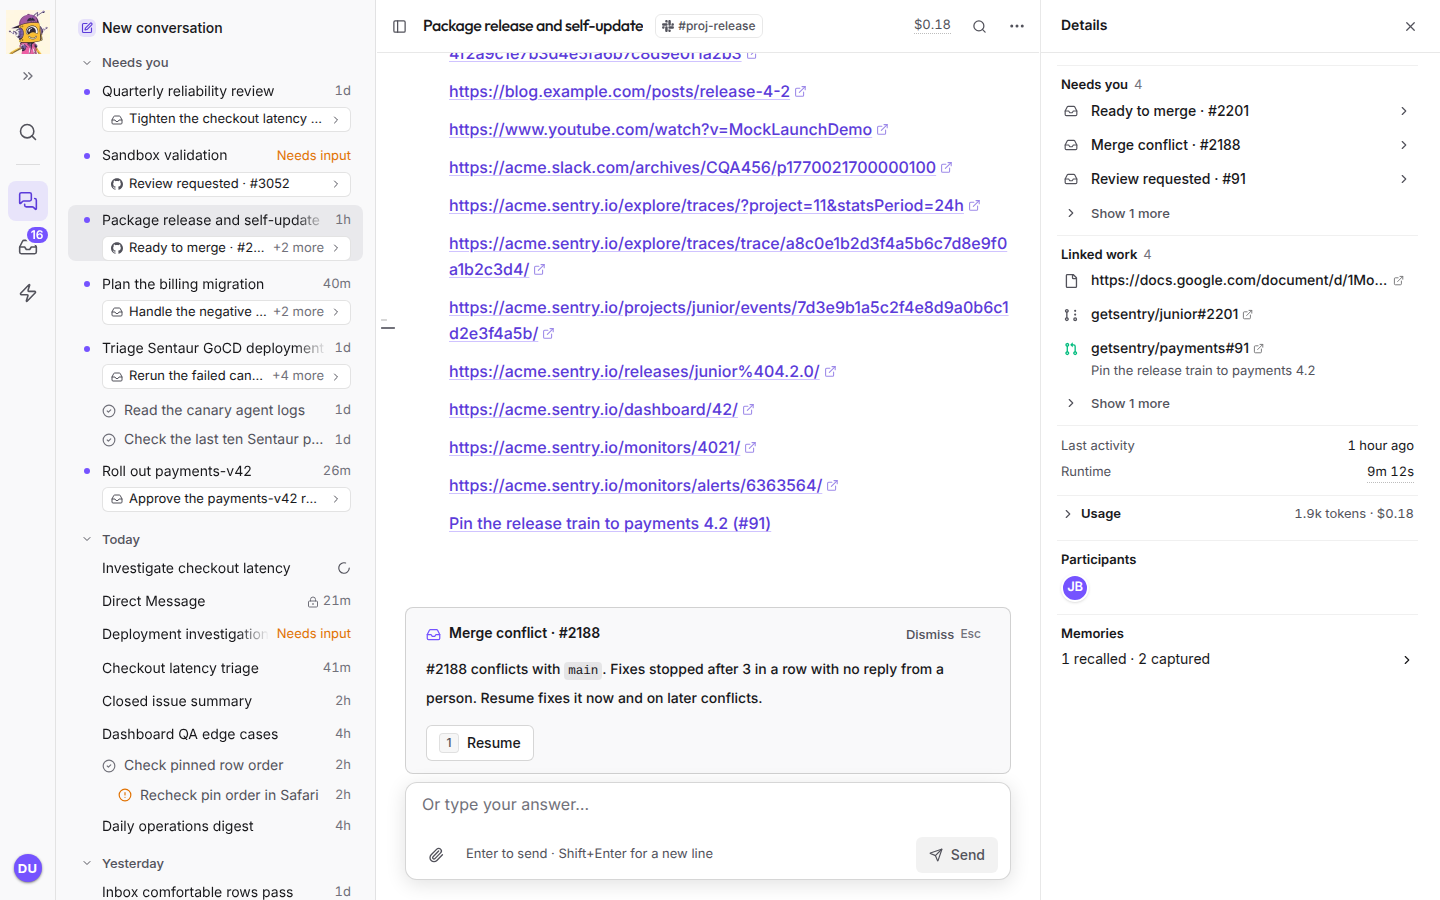 New conversation
Needs you
Quarterly reliability review 1d
Tighten the checkout latency ...
Sandbox validation Needs input
Review requested · #3052
Package release and self-update 1h
Ready to merge · #2... +2 more
Plan the billing migration 40m
Handle the negative ... +2 more
Triage Sentaur GoCD deployment 1d
Rerun the failed can... +4 more
Read the canary agent logs 1d
Check the last ten Sentaur p... 1d
Roll out payments-v42 26m
Approve the payments-v42 r...
Today
Investigate checkout latency
Direct Message 21m
Deployment investigation Needs input
Checkout latency triage 41m
Closed issue summary 2h
Dashboard QA edge cases 4h
Check pinned row order 2h
Recheck pin order in Safari 2h
Daily operations digest 4h
Yesterday
Inbox comfortable rows pass 1d
16
DU
Package release and self-update #proj-release $0.18
https://blog.example.com/posts/release-4-2
https://www.youtube.com/watch?v=MockLaunchDemo
https://acme.slack.com/archives/CQA456/p1770021700000100
https://acme.sentry.io/explore/traces/?project=11&statsPeriod=24h
https://acme.sentry.io/explore/traces/trace/a8c0e1b2d3f4a5b6c7d8e9f0
a1b2c3d4/
https://acme.sentry.io/projects/junior/events/7d3e9b1a5c2f4e8d9a0b6c1
d2e3f4a5b/
https://acme.sentry.io/releases/junior%404.2.0/
https://acme.sentry.io/dashboard/42/
https://acme.sentry.io/monitors/4021/
https://acme.sentry.io/monitors/alerts/6363564/
Pin the release train to payments 4.2 (#91)
Merge conflict · #2188 Dismiss Esc
#2188 conflicts with main. Fixes stopped after 3 in a row with no reply from a
person. Resume fixes it now and on later conflicts.
1 Resume
Or type your answer...
Enter to send · Shift+Enter for a new line Send
Details
Needs you 4
Ready to merge · #2201
Merge conflict · #2188
Review requested · #91
Show 1 more
Linked work 4
https://docs.google.com/document/d/1Mo...
getsentry/junior#2201
getsentry/payments#91
Pin the release train to payments 4.2
Show 1 more
Last activity 1 hour ago
Runtime 9m 12s
Usage 1.9k tokens · $0.18
Participants
JB
Memories
1 recalled · 2 captured